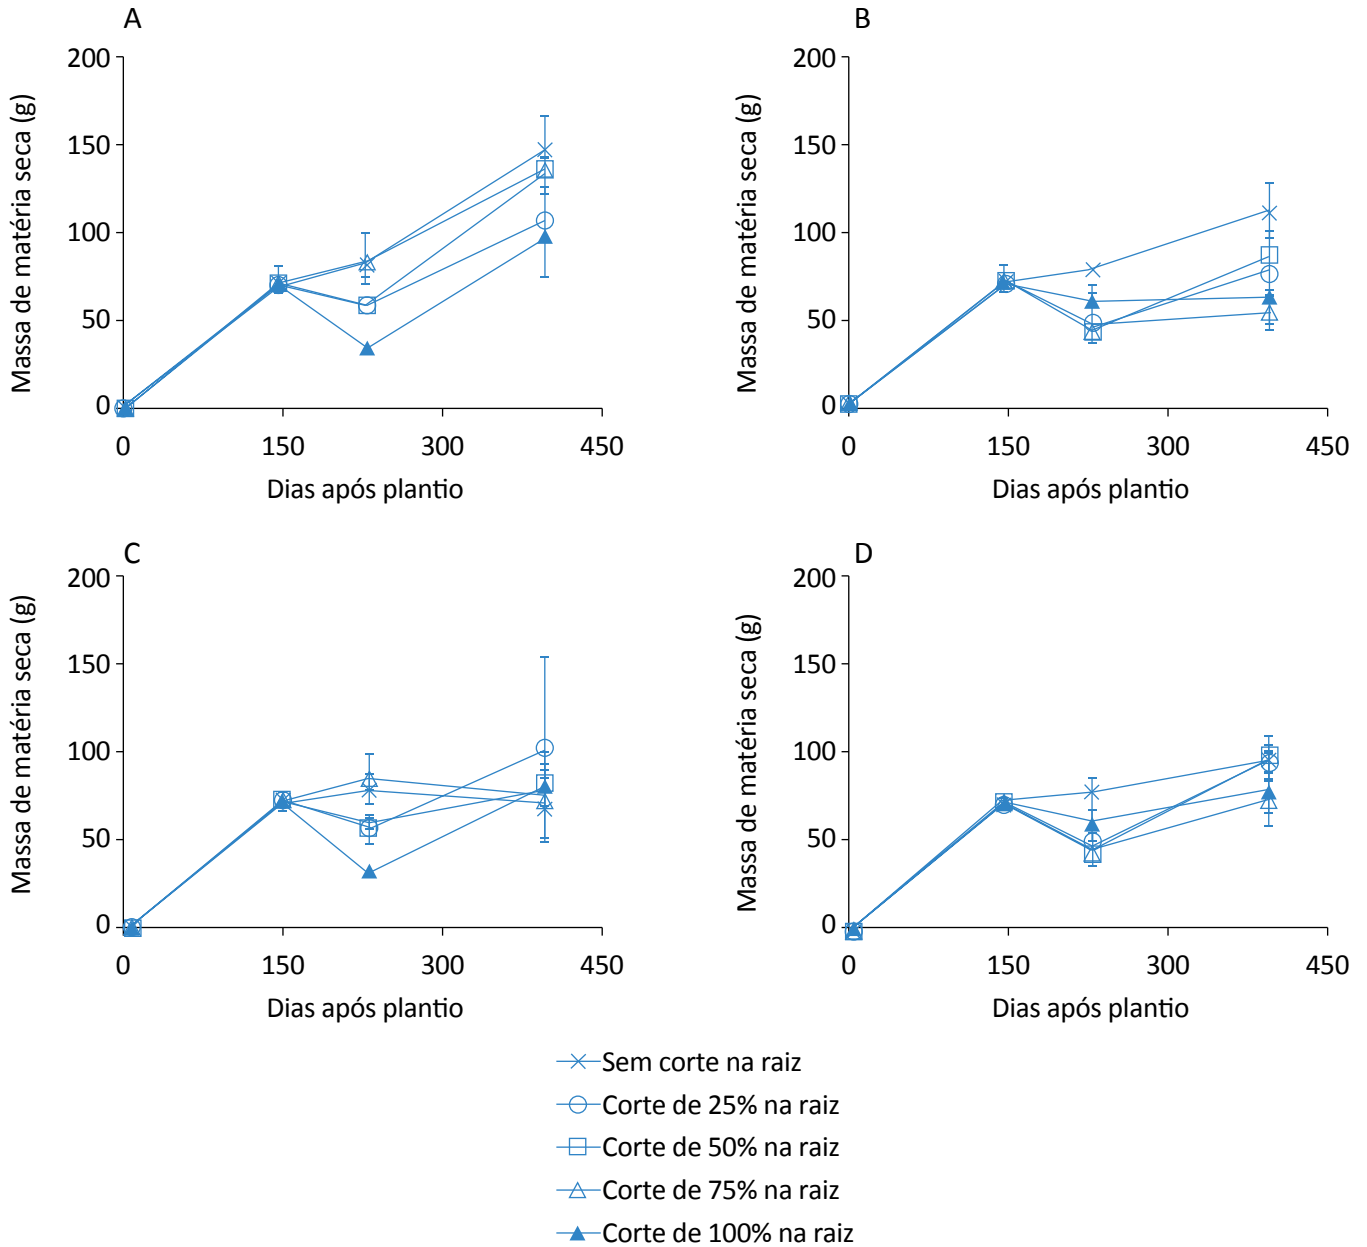 A
200
150
100
50
0
0 150 300 450
Massa de matéria seca (g)
Dias após plantio
B
200
150
100
50
0
0 150 300 450
Massa de matéria seca (g)
Dias após plantio
C
200
150
100
50
0
0 150 300 450
Massa de matéria seca (g)
Dias após plantio
D
200
150
100
50
0
0 150 300 450
Massa de matéria seca (g)
Dias após plantio
Sem corte na raiz
Corte de 25% na raiz
Corte de 50% na raiz
Corte de 75% na raiz
Corte de 100% na raiz